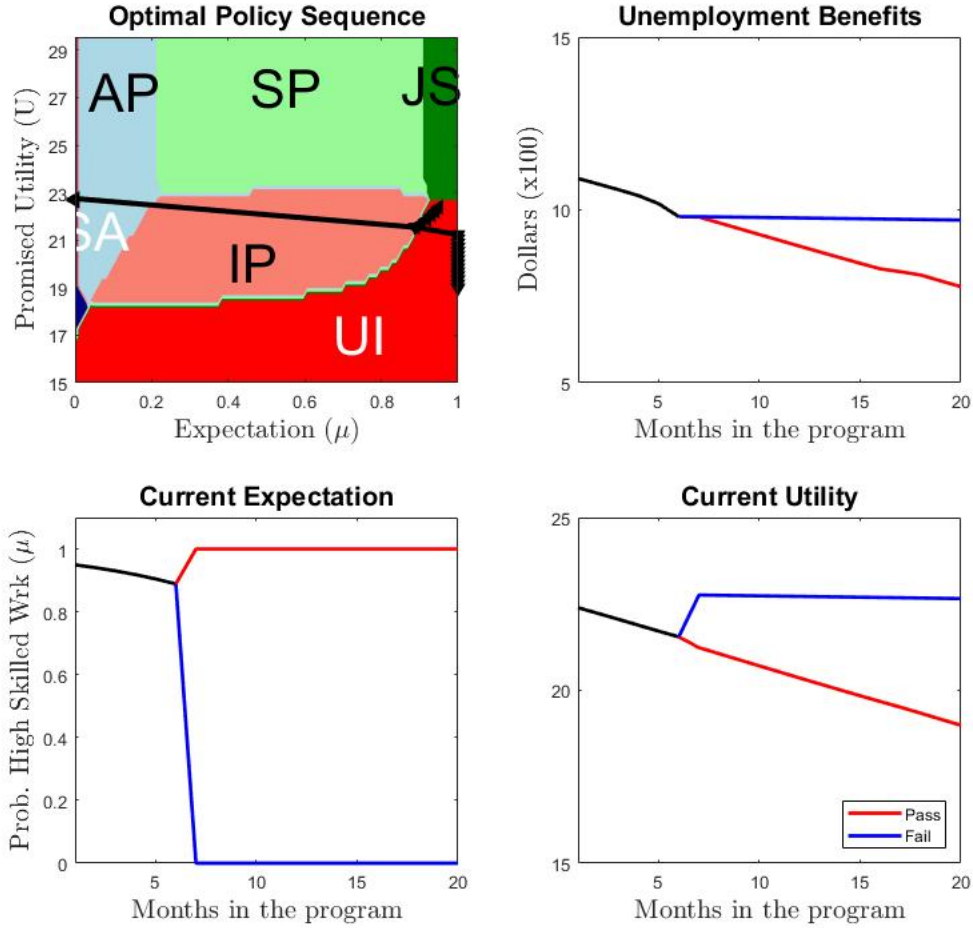 Optimal Policy Sequence
Promised Utility (U)
29
27
25
23
21
19
17
15
AP
SP
JS
SA
IP
UI
0
0.2
0.4
0.6
0.8
1
Expectation (μ)
Unemployment Benefits
Dollars (x100)
15
10
5
5
10
15
20
Months in the program
Current Expectation
Prob. High Skilled Wrk (μ)
1
0.8
0.6
0.4
0.2
0
5
10
15
20
Months in the program
Current Utility
25
20
15
Pass
Fail
5
10
15
20
Months in the program